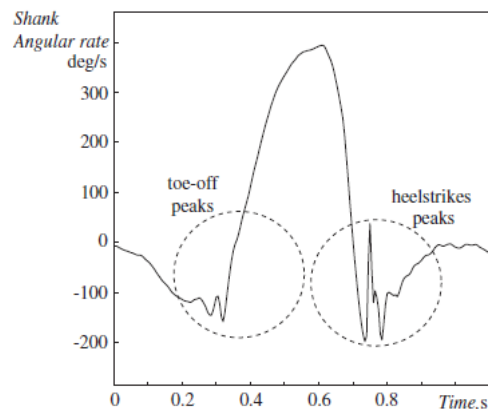 Shank
Angular rate
deg/s
300
200
100
0
-100
-200
toe-off
peaks
heelstrikes
peaks
0
0.2
0.4
0.6
0.8
Time,s